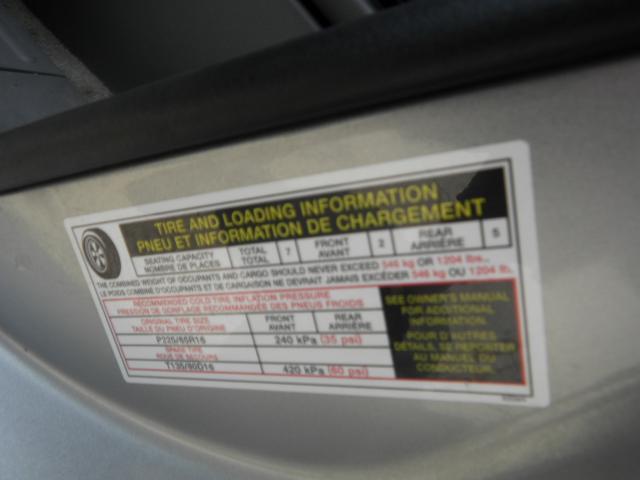 TIRE AND LOADING INFORMATION
PNEU ET INFORMATION DE CHARGEMENT
SEATING CAPACITY
NOMBRE DE PLACES
TOTAL
TOTAL
7
FRONT
AVANT
2
REAR
ARRIÈRE
5
THE COMBINED WEIGHT OF OCCUPANTS AND CARGO SHOULD NEVER EXCEED 546 kg OR 1204 lbs.
LE POIDS COMBINÉ D'OCCUPANTS ET DE CARGAISON NE DEVRAIT JAMAIS EXCÉDER 546 kg OU 1204 lb.
RECOMMENDED COLD TIRE INFLATION PRESSURE
PRESSION DE GONFLAGE RECOMMANDÉE DES PNEUS FROIDS
ORIGINAL TIRE SIZE
TAILLE DU PNEU D'ORIGINE
FRONT
AVANT
REAR
ARRIÈRE
P225/65R16
240 kPa (35 psi)
SPARE TIRE
ROUE DE SECOURS
T135/90D16
420 kPa (60 psi)
SEE OWNER'S MANUAL
FOR ADDITIONAL
INFORMATION
POUR D'AUTRES
DÉTAILS, SE REPORTER
AU MANUEL DU
CONDUCTEUR.